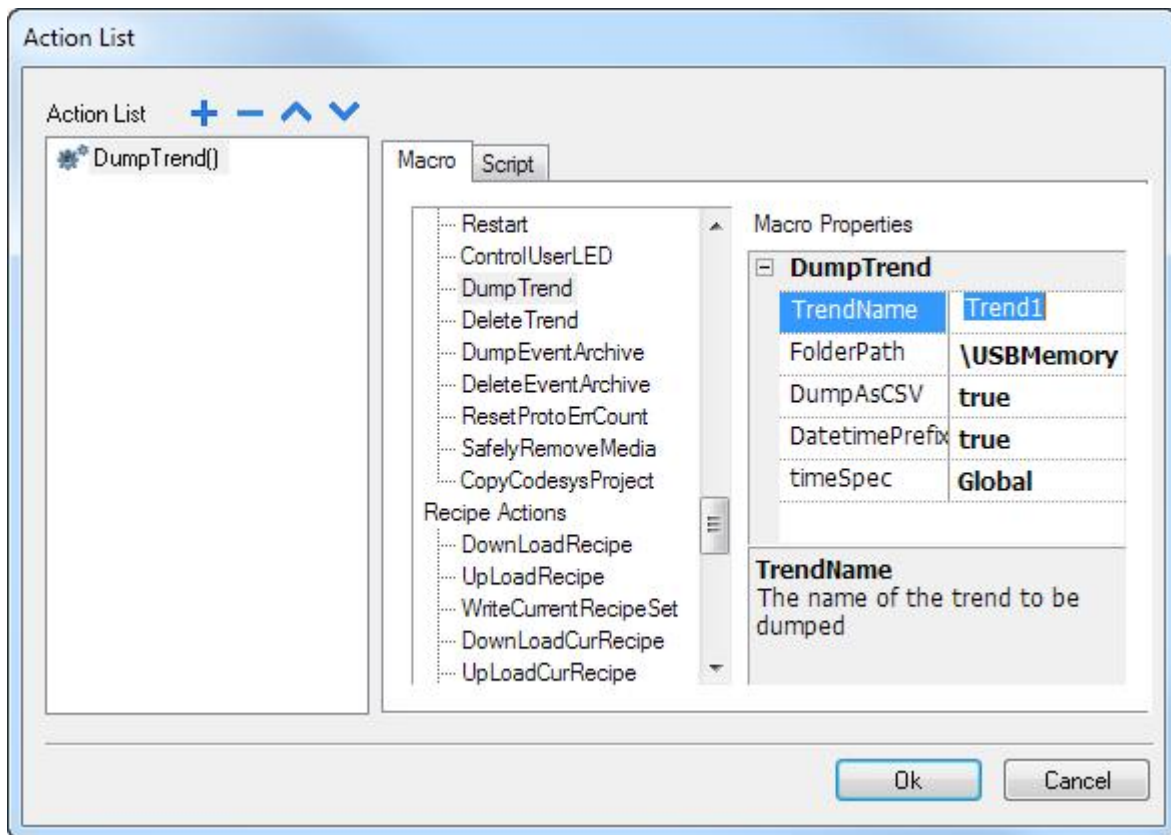 Action List
Action List
DumpTrend()
Macro
Script
Restart
ControlUserLED
DumpTrend
DeleteTrend
DumpEventArchive
DeleteEventArchive
ResetProtoErrCount
SafelyRemoveMedia
CopyCodesysProject
Recipe Actions
DownLoadRecipe
UpLoadRecipe
WriteCurrentRecipeSet
DownLoadCurRecipe
UpLoadCurRecipe
Macro Properties
DumpTrend
TrendName Trend1
FolderPath \USBMemory
DumpAsCSV true
DatetimePrefix true
timeSpec Global
TrendName
The name of the trend to be
dumped
Ok
Cancel